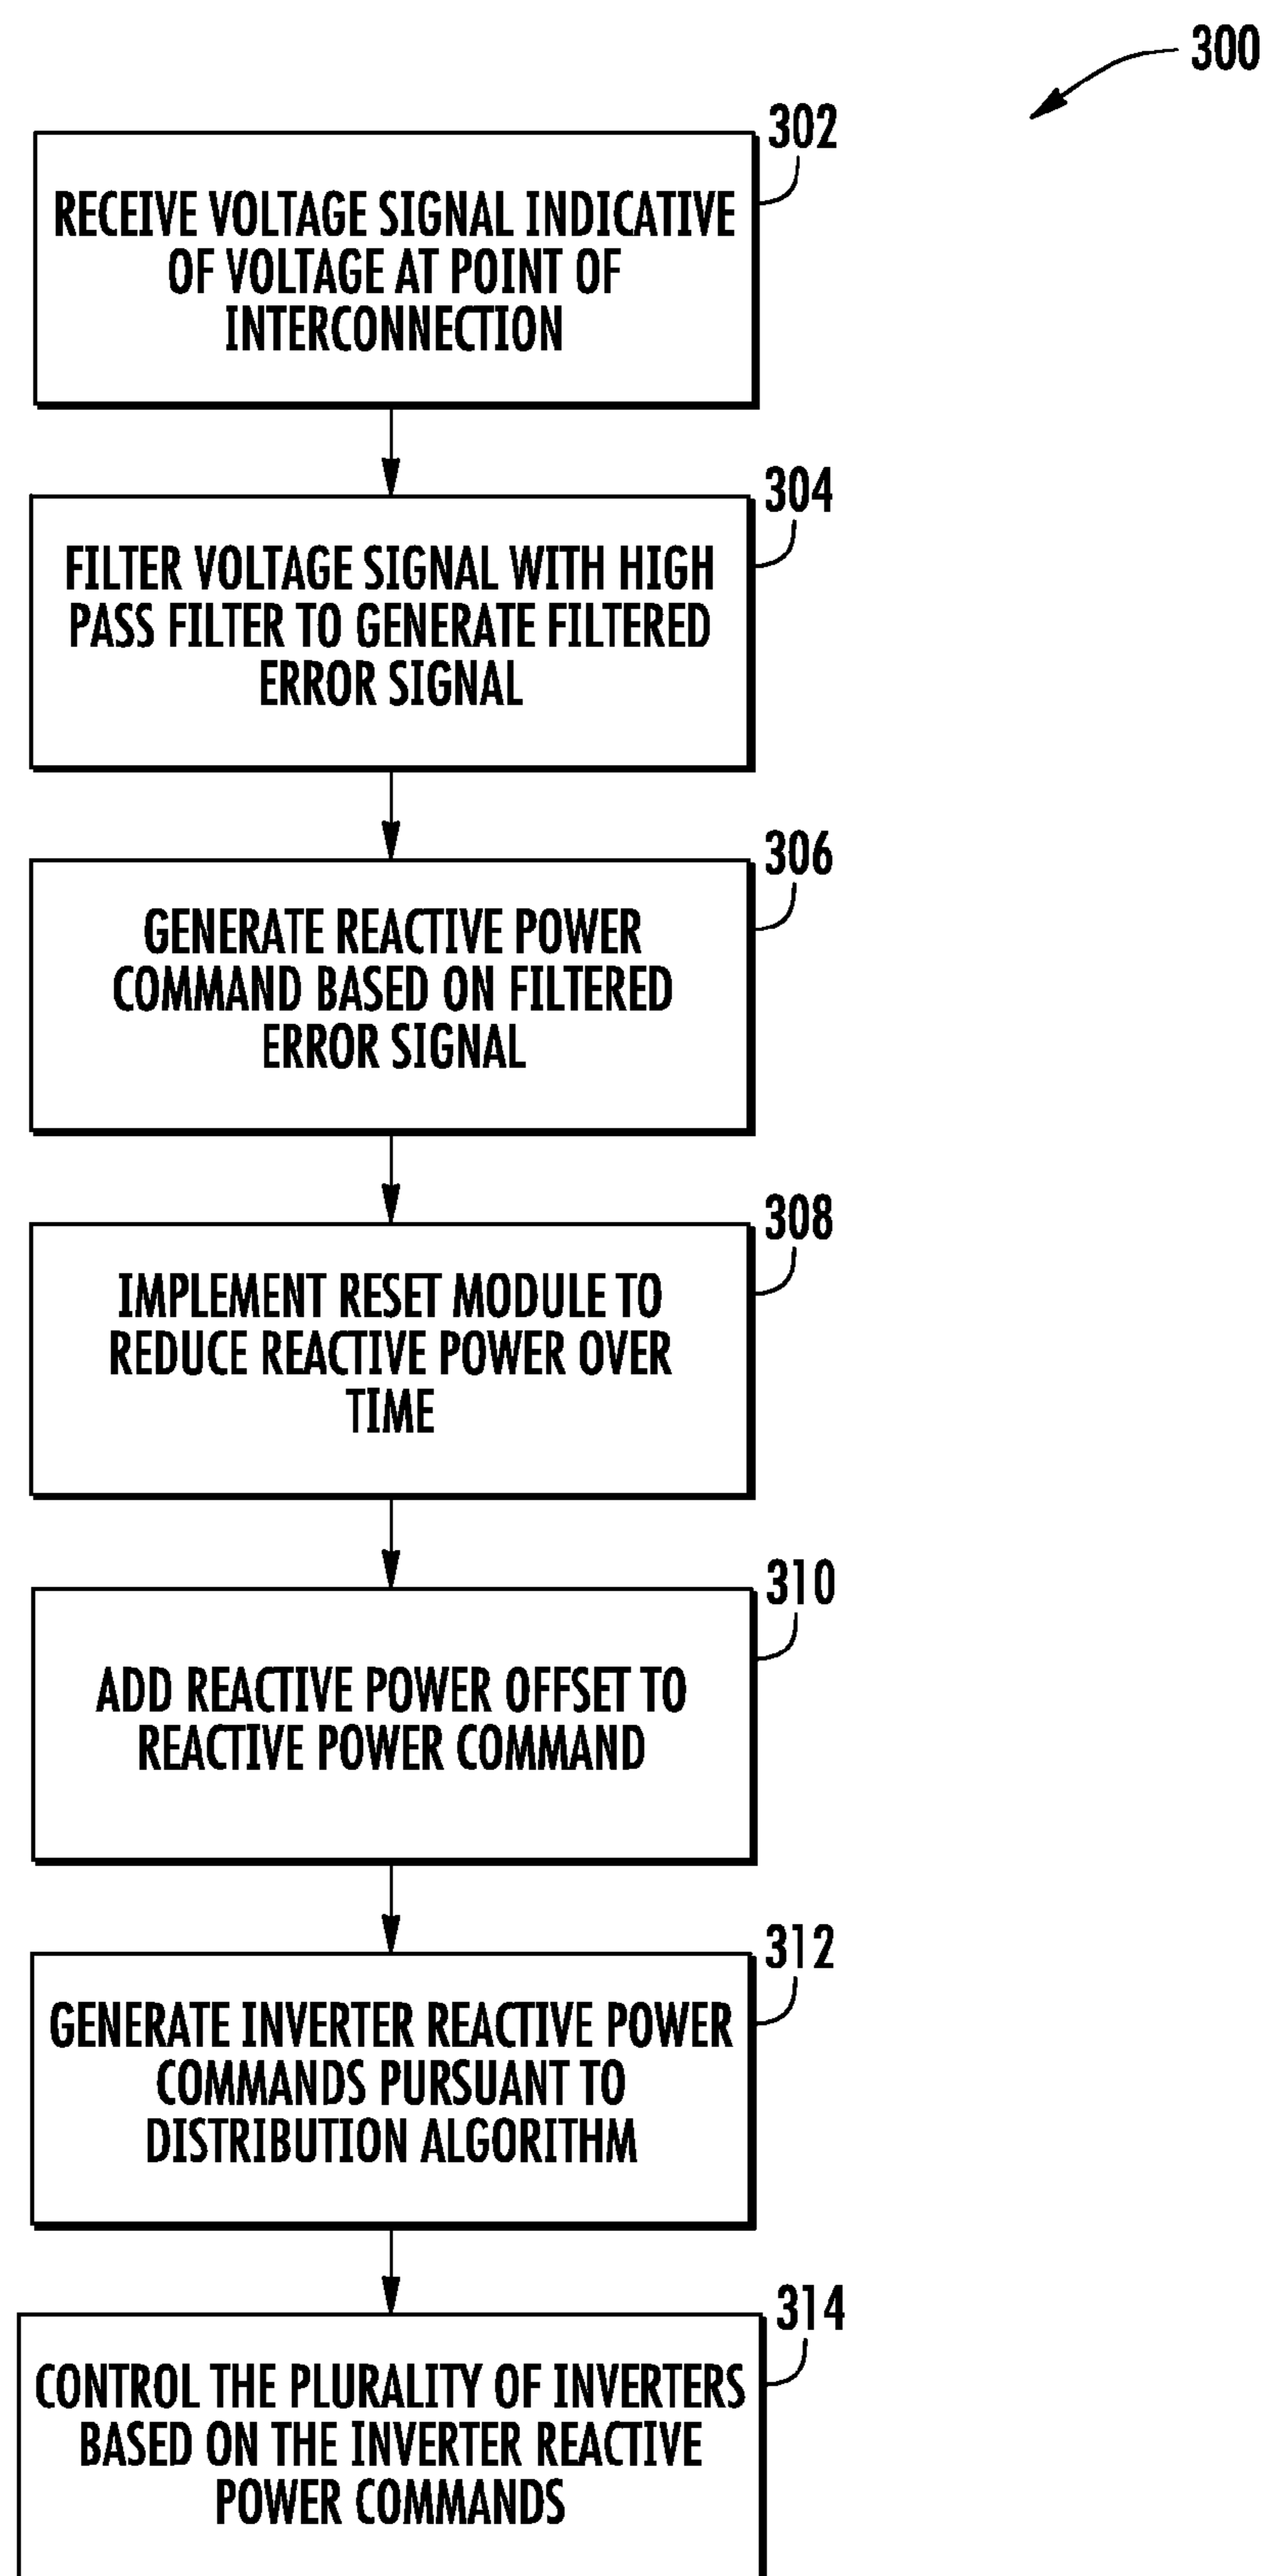 300
302
RECEIVE VOLTAGE SIGNAL INDICATIVE
OF VOLTAGE AT POINT OF
INTERCONNECTION
304
FILTER VOLTAGE SIGNAL WITH HIGH
PASS FILTER TO GENERATE FILTERED
ERROR SIGNAL
306
GENERATE REACTIVE POWER
COMMAND BASED ON FILTERED
ERROR SIGNAL
308
IMPLEMENT RESET MODULE TO
REDUCE REACTIVE POWER OVER
TIME
310
ADD REACTIVE POWER OFFSET TO
REACTIVE POWER COMMAND
312
GENERATE INVERTER REACTIVE POWER
COMMANDS PURSUANT TO
DISTRIBUTION ALGORITHM
314
CONTROL THE PLURALITY OF INVERTERS
BASED ON THE INVERTER REACTIVE
POWER COMMANDS